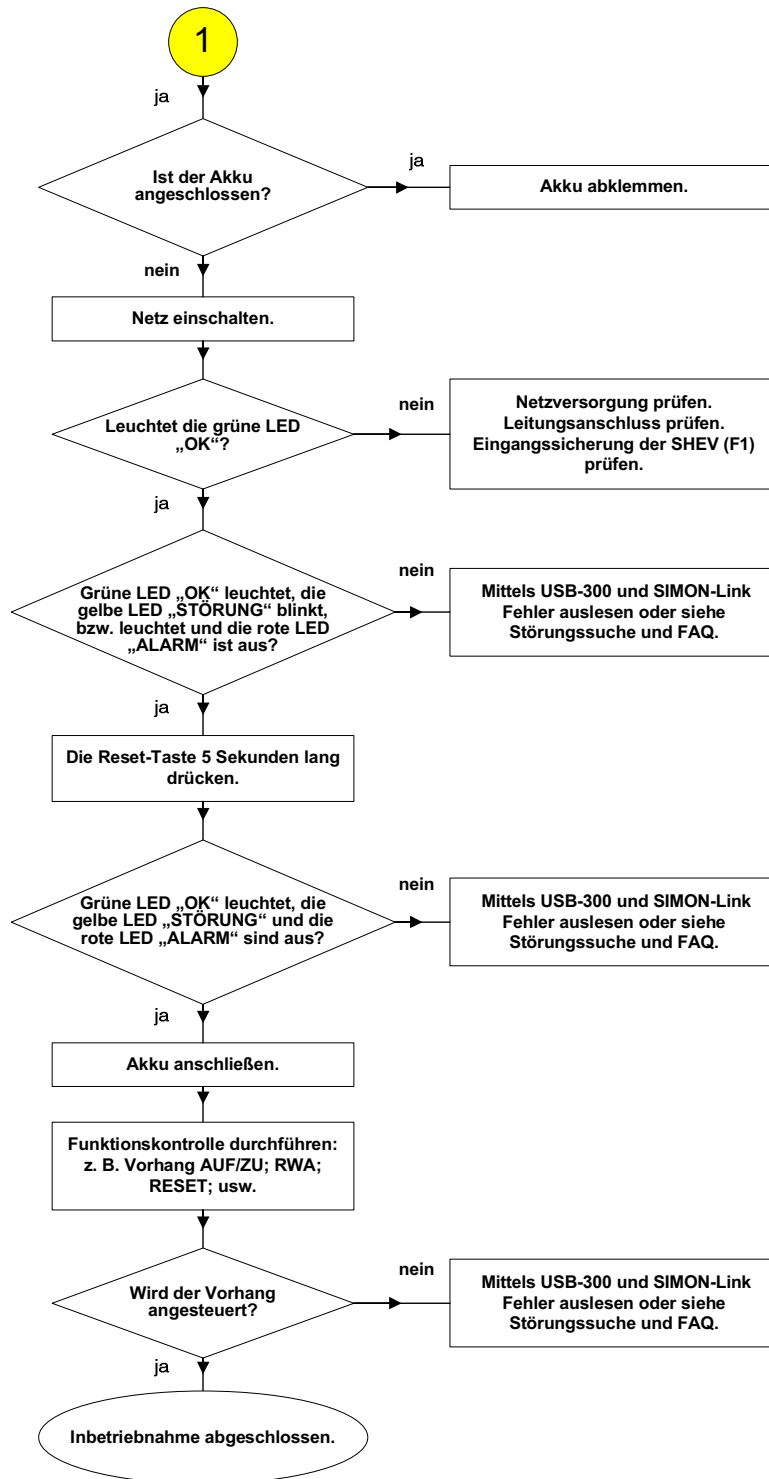 1
ja
Ist der Akku
angeschlossen?
ja
Akku abklemmen.
nein
Netz einschalten.
Leuchtet die grüne LED
„OK“?
nein
Netzversorgung prüfen.
Leitungsanschluss prüfen.
Eingangssicherung der SHEV (F1)
prüfen.
ja
Grüne LED „OK“ leuchtet, die
gelbe LED „STÖRUNG“ blinkt,
bzw. leuchtet und die rote LED
„ALARM“ ist aus?
nein
Mittels USB-300 und SIMON-Link
Fehler auslesen oder siehe
Störungssuche und FAQ.
ja
Die Reset-Taste 5 Sekunden lang
drücken.
Grüne LED „OK“ leuchtet, die
gelbe LED „STÖRUNG“ und die
rote LED „ALARM“ sind aus?
nein
Mittels USB-300 und SIMON-Link
Fehler auslesen oder siehe
Störungssuche und FAQ.
ja
Akku anschließen.
Funktionskontrolle durchführen:
z. B. Vorhang AUF/ZU; RWA;
RESET; usw.
Wird der Vorhang
angesteuert?
nein
Mittels USB-300 und SIMON-Link
Fehler auslesen oder siehe
Störungssuche und FAQ.
ja
Inbetriebnahme abgeschlossen.